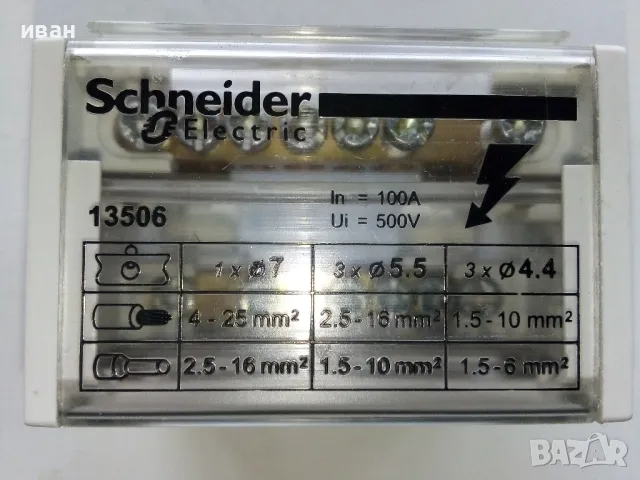 иван
Schneider
Electric
In = 100A
13506
Ui = 500V
1 x ø7 3 x ø5.5 3 x ø4.4
4 - 25 mm² 2.5 - 16 mm² 1.5 - 10 mm²
2.5 - 16 mm² 1.5 - 10 mm² 1.5 - 6 mm²
BAZAR